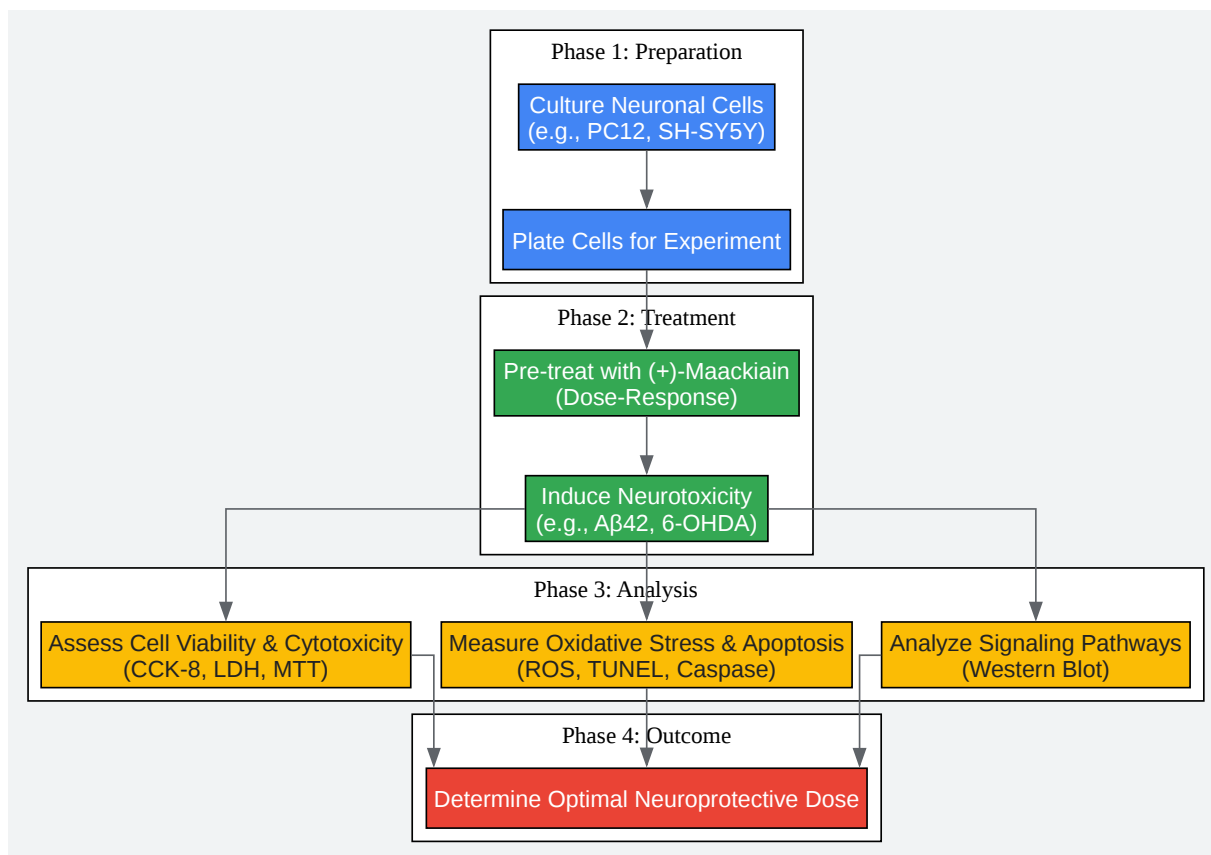 Phase 1: Preparation
Culture Neuronal Cells
(e.g., PC12, SH-SY5Y)
Plate Cells for Experiment
Phase 2: Treatment
Pre-treat with (+)-Maackiain
(Dose-Response)
Induce Neurotoxicity
(e.g., Aβ42, 6-OHDA)
Phase 3: Analysis
Assess Cell Viability & Cytotoxicity
(CCK-8, LDH, MTT)
Measure Oxidative Stress & Apoptosis
(ROS, TUNEL, Caspase)
Analyze Signaling Pathways
(Western Blot)
Phase 4: Outcome
Determine Optimal Neuroprotective Dose